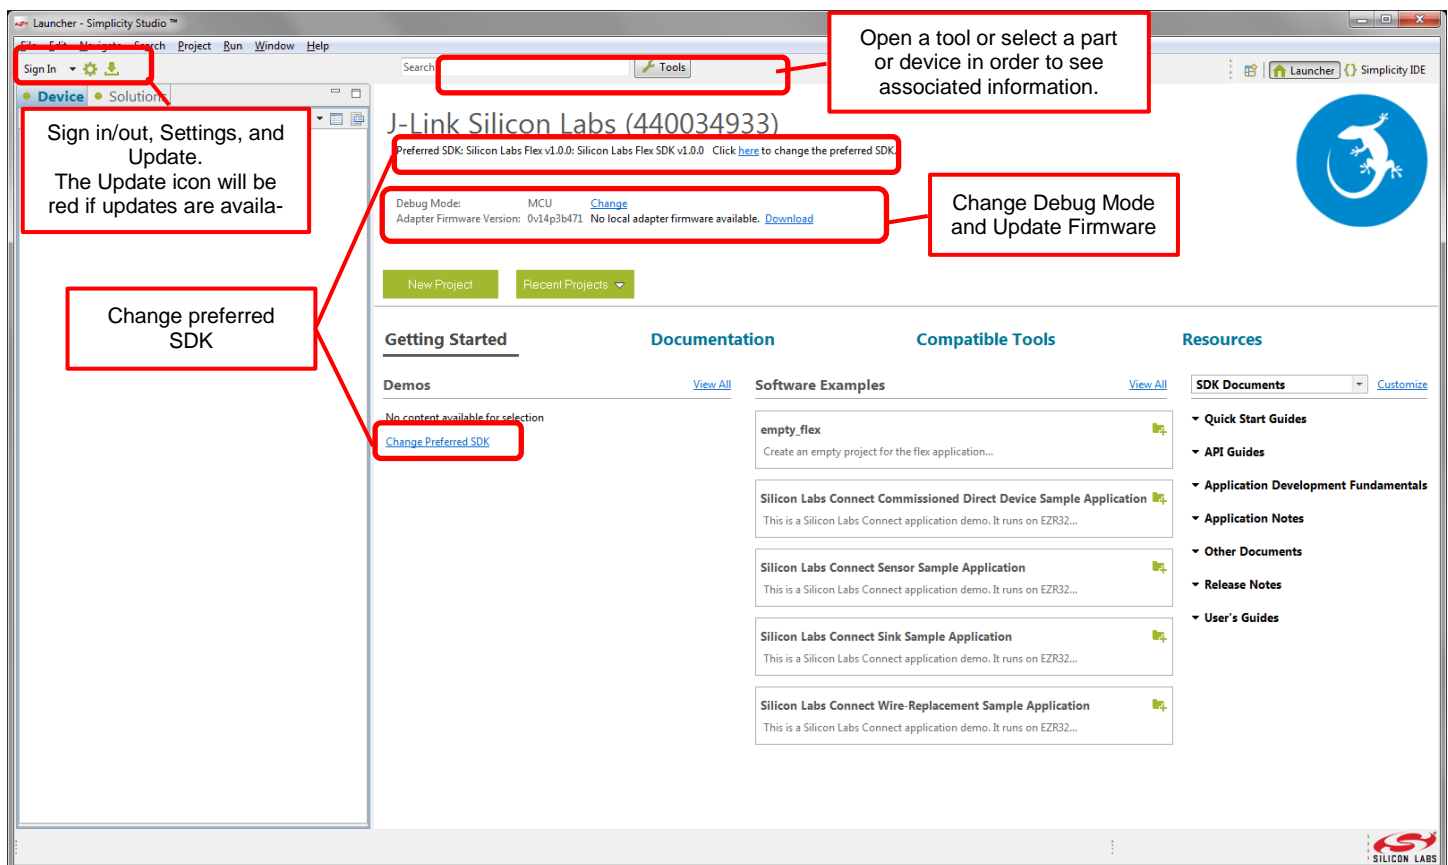 Launcher - Simplicity Studio ™
File Edit Navigate Search Project Run Window Help
Sign In
Search
Tools
Launcher
Simplicity IDE
Open a tool or select a part
or device in order to see
associated information.
Device
Solutions
Sign in/out, Settings, and
Update.
The Update icon will be
red if updates are availa-
J-Link Silicon Labs (440034933)
Preferred SDK: Silicon Labs Flex v1.0.0: Silicon Labs Flex SDK v1.0.0 Click here to change the preferred SDK.
Debug Mode: MCU Change
Adapter Firmware Version: 0v14p3b471 No local adapter firmware available. Download
Change Debug Mode
and Update Firmware
New Project
Recent Projects
Change preferred
SDK
Getting Started
Documentation
Compatible Tools
Resources
Demos
View All
No content available for selection
Change Preferred SDK
Software Examples
View All
empty_flex
Create an empty project for the flex application...
Silicon Labs Connect Commissioned Direct Device Sample Application
This is a Silicon Labs Connect application demo. It runs on EZR32...
Silicon Labs Connect Sensor Sample Application
This is a Silicon Labs Connect application demo. It runs on EZR32...
Silicon Labs Connect Sink Sample Application
This is a Silicon Labs Connect application demo. It runs on EZR32...
Silicon Labs Connect Wire-Replacement Sample Application
This is a Silicon Labs Connect application demo. It runs on EZR32...
SDK Documents
Customize
Quick Start Guides
API Guides
Application Development Fundamentals
Application Notes
Other Documents
Release Notes
User's Guides
SILICON LABS